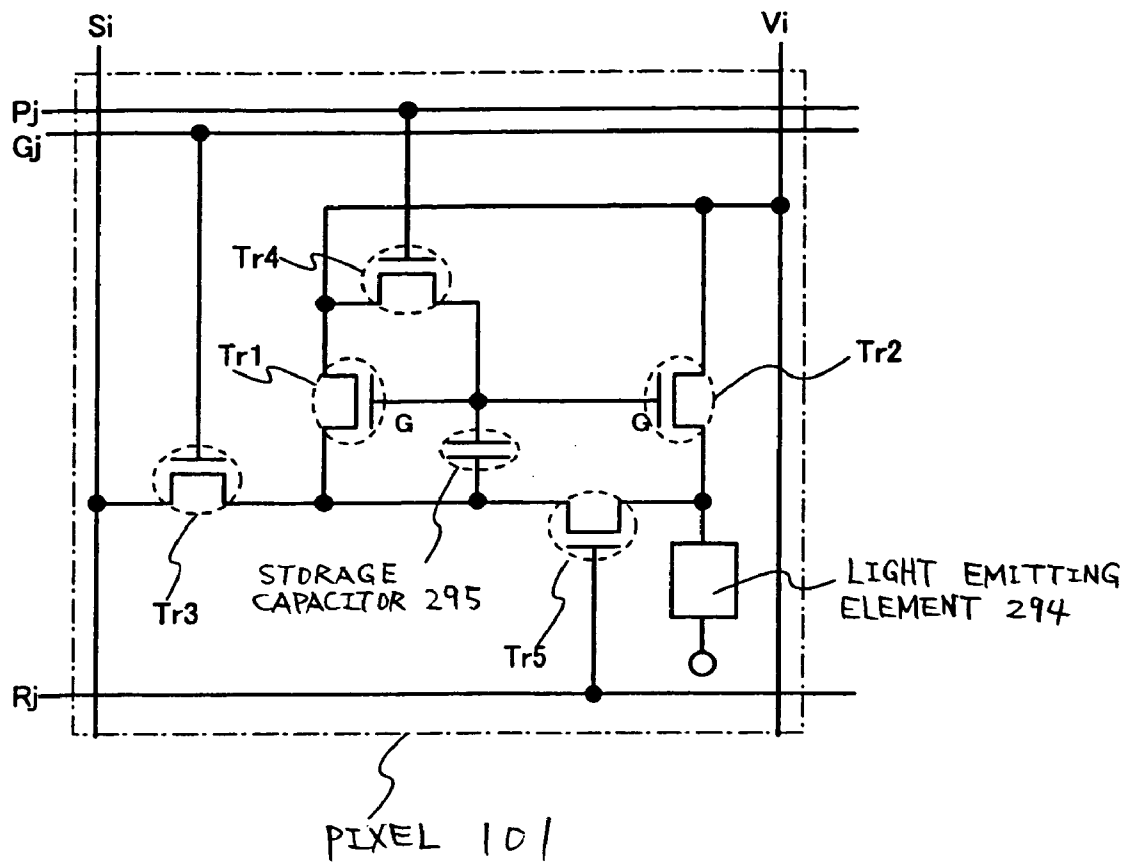 Si
Vi
Pj
Gj
Tr4
Tr1
Tr2
G
G
STORAGE
CAPACITOR 295
LIGHT EMITTING
ELEMENT 294
Tr3
Tr5
Rj
PIXEL 101